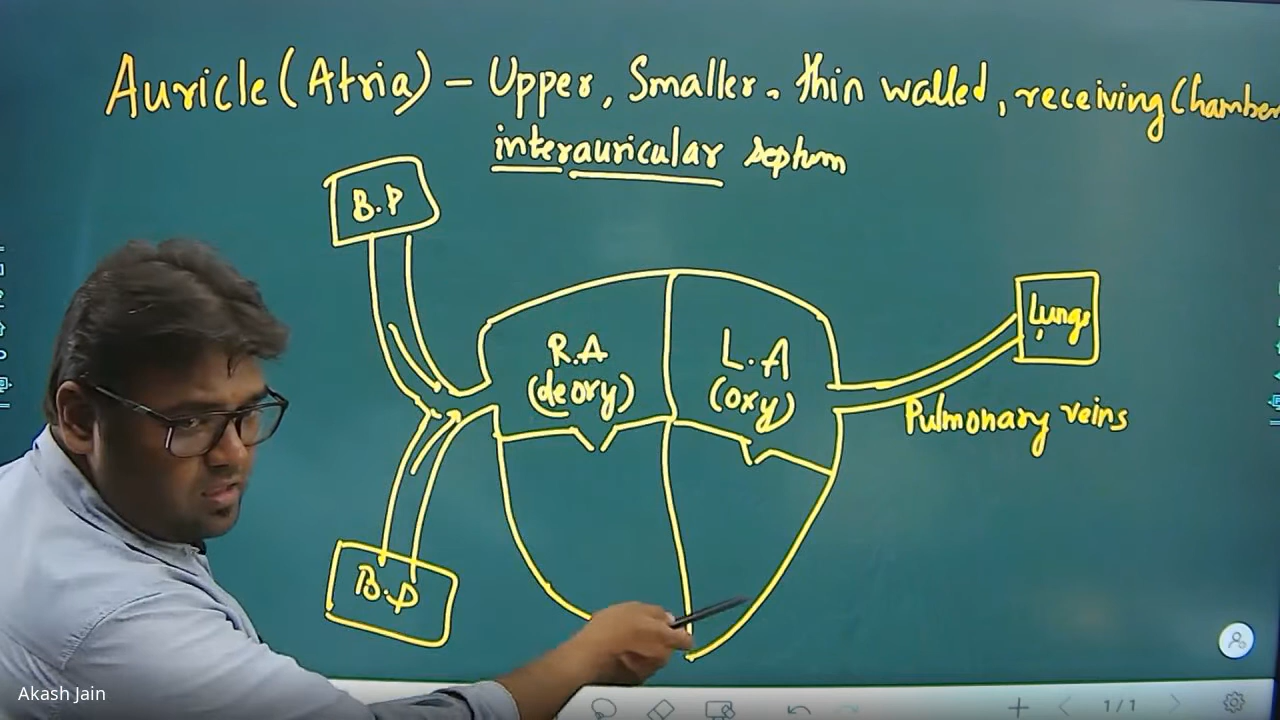 Auricle (Atria) - Upper, Smaller, thin walled, receiving Chamber
interauricular septum
B.P
Lungs
R.A
(deoxy)
L.A
(oxy)
Pulmonary veins
B.P
Akash Jain
1/1